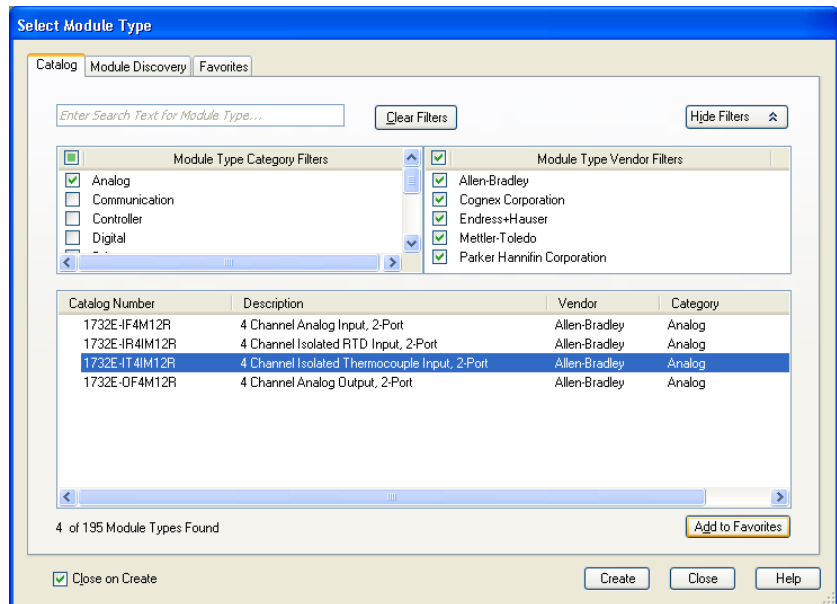 Select Module Type
Catalog Module Discovery Favorites
Enter Search Text for Module Type... Clear Filters Hide Filters
Module Type Category Filters Module Type Vendor Filters
Analog Allen-Bradley
Communication Cognex Corporation
Controller Endress+Hauser
Digital Mettler-Toledo
Parker Hannifin Corporation
Catalog Number Description Vendor Category
1732E-IF4M12R 4 Channel Analog Input, 2-Port Allen-Bradley Analog
1732E-IR4IM12R 4 Channel Isolated RTD Input, 2-Port Allen-Bradley Analog
1732E-IT4IM12R 4 Channel Isolated Thermocouple Input, 2-Port Allen-Bradley Analog
1732E-OF4M12R 4 Channel Analog Output, 2-Port Allen-Bradley Analog
4 of 195 Module Types Found Add to Favorites
Close on Create Create Close Help